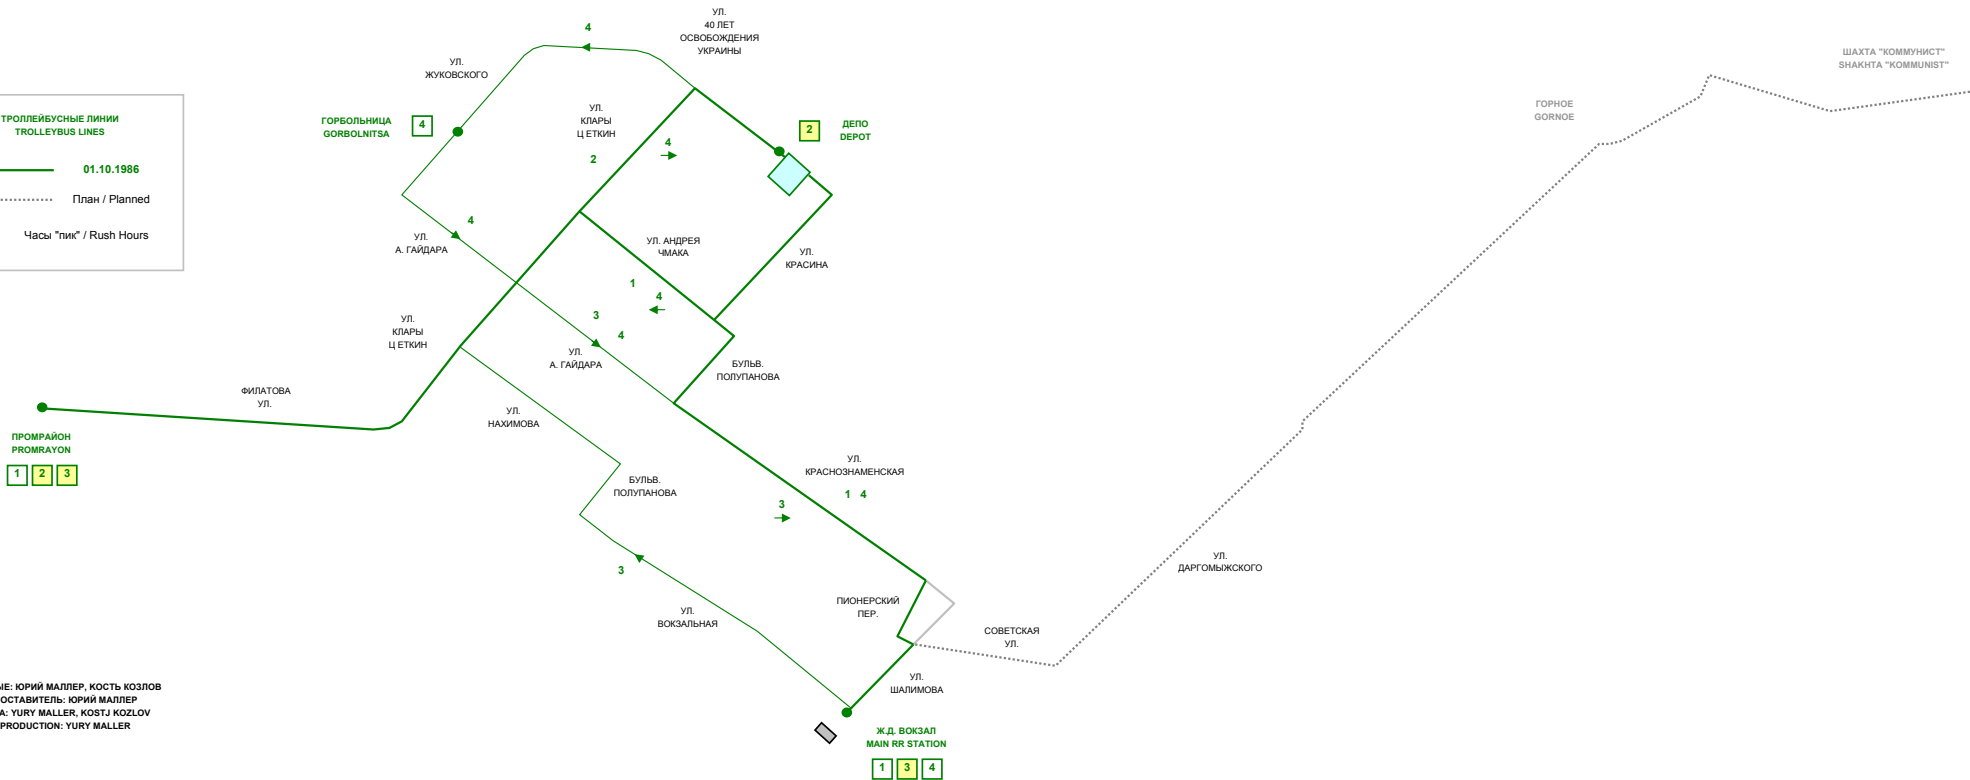 УЛ.
40 ЛЕТ
ОСВОБОЖДЕНИЯ
УКРАИНЫ
4
УЛ.
ЖУКОВСКОГО
ШАХТА "КОММУНИСТ"
SHAKHTA "KOMMUNIST"
ГОРНОЕ
GORNOE
ТРОЛЛЕЙБУСНЫЕ ЛИНИИ
TROLLEYBUS LINES
01.10.1986
План / Planned
Часы "пик" / Rush Hours
ГОРБОЛЬНИЦА
GORBOLNITSA
4
УЛ.
КЛАРЫ
Ц ЕТКИН
2
4
2
ДЕПО
DEPOT
4
УЛ.
А. ГАЙДАРА
УЛ. АНДРЕЯ
ЧМАКА
УЛ.
КРАСИНА
1
4
3
4
УЛ.
КЛАРЫ
Ц ЕТКИН
УЛ.
А. ГАЙДАРА
БУЛЬВ.
ПОЛУПАНОВА
ФИЛАТОВА
УЛ.
УЛ.
НАХИМОВА
ПРОМРАЙОН
PROMRAYON
1 2 3
БУЛЬВ.
ПОЛУПАНОВА
УЛ.
КРАСНОЗНАМЕНСКАЯ
1 4
3
3
УЛ.
ДАРГОМЫЖСКОГО
УЛ.
ВОКЗАЛЬНАЯ
ПИОНЕРСКИЙ
ПЕР.
СОВЕТСКАЯ
УЛ.
УЛ.
ШАЛИМОВА
ЫЕ: ЮРИЙ МАЛЛЕР, КОСТЬ КОЗЛОВ
ОСТАВИТЕЛЬ: ЮРИЙ МАЛЛЕР
A: YURY MALLER, KOSTJ KOZLOV
PRODUCTION: YURY MALLER
Ж.Д. ВОКЗАЛ
MAIN RR STATION
1 3 4